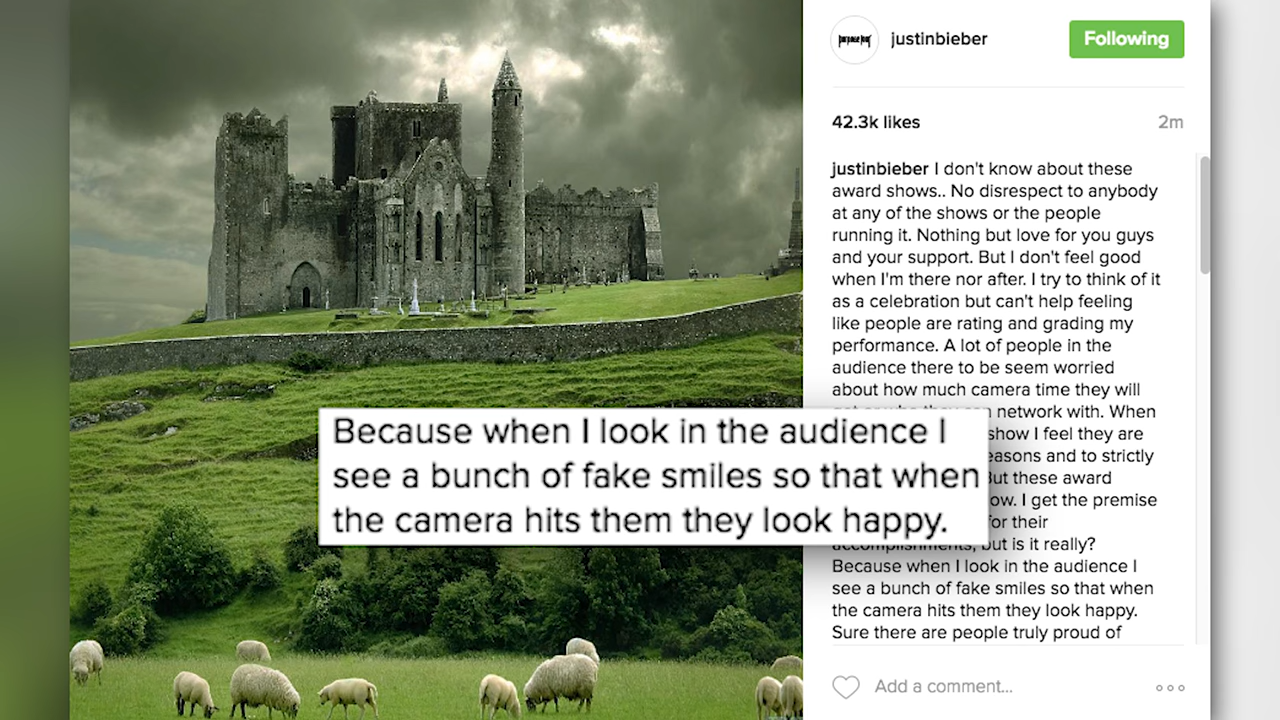 justinbieber
Following
42.3k likes
2m
justinbieber I don't know about these
award shows.. No disrespect to anybody
at any of the shows or the people
running it. Nothing but love for you guys
and your support. But I don't feel good
when I'm there nor after. I try to think of it
as a celebration but can't help feeling
like people are rating and grading my
performance. A lot of people in the
audience there to be seem worried
about how much camera time they will
network with. When
show I feel they are
and to strictly
these award
I get the premise
for their
but is it really?
Because when I look in the audience I
see a bunch of fake smiles so that when
the camera hits them they look happy.
Sure there are people truly proud of
Because when I look in the audience I
see a bunch of fake smiles so that when
the camera hits them they look happy.
Add a comment...